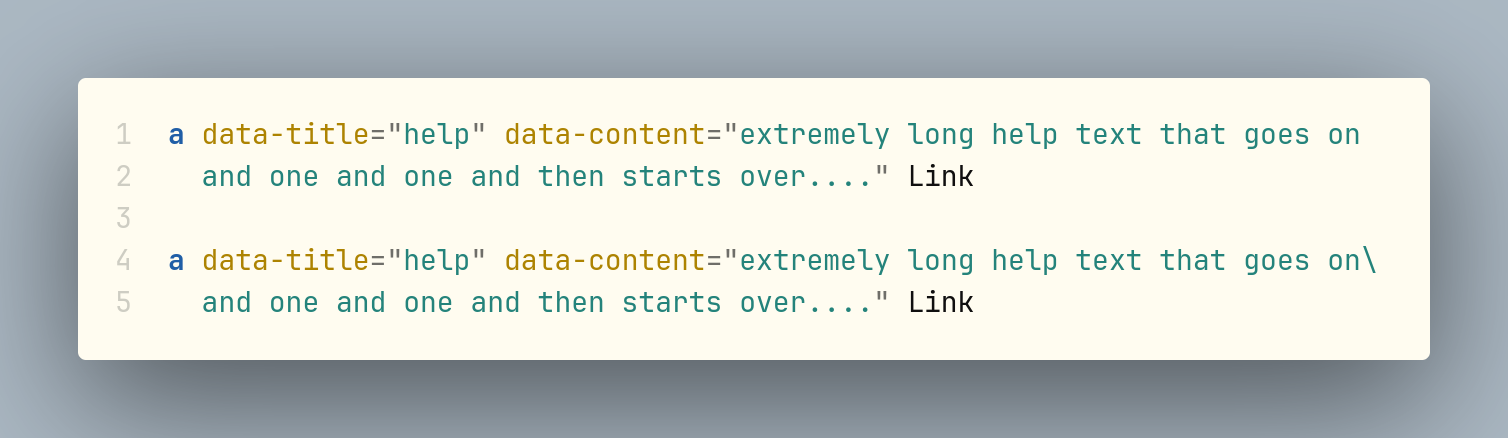 1 a data-title="help" data-content="extremely long help text that goes on
2   and one and one and then starts over...." Link
3
4 a data-title="help" data-content="extremely long help text that goes on\
5   and one and one and then starts over...." Link